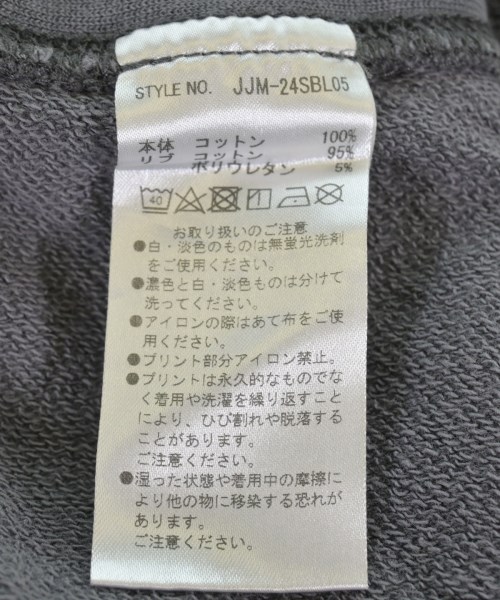 STYLE NO. JJM-24SBL05
本体 コットン 100%
リブ コットン 95%
ポリウレタン 5%
40
お取り扱いのご注意
●白・淡色のものは無蛍光洗剤
をご使用ください。
●濃色と白・淡色ものは分けて
洗ってください。
●アイロンの際はあて布をご使
用ください。
●プリント部分アイロン禁止。
●プリントは永久的なものでな
く着用や洗濯を繰り返すこと
により、ひび割れや脱落する
ことがあります。
ご注意ください。
●湿った状態や着用中の摩擦に
より他の物に移染する恐れが
あります。
ご注意ください。